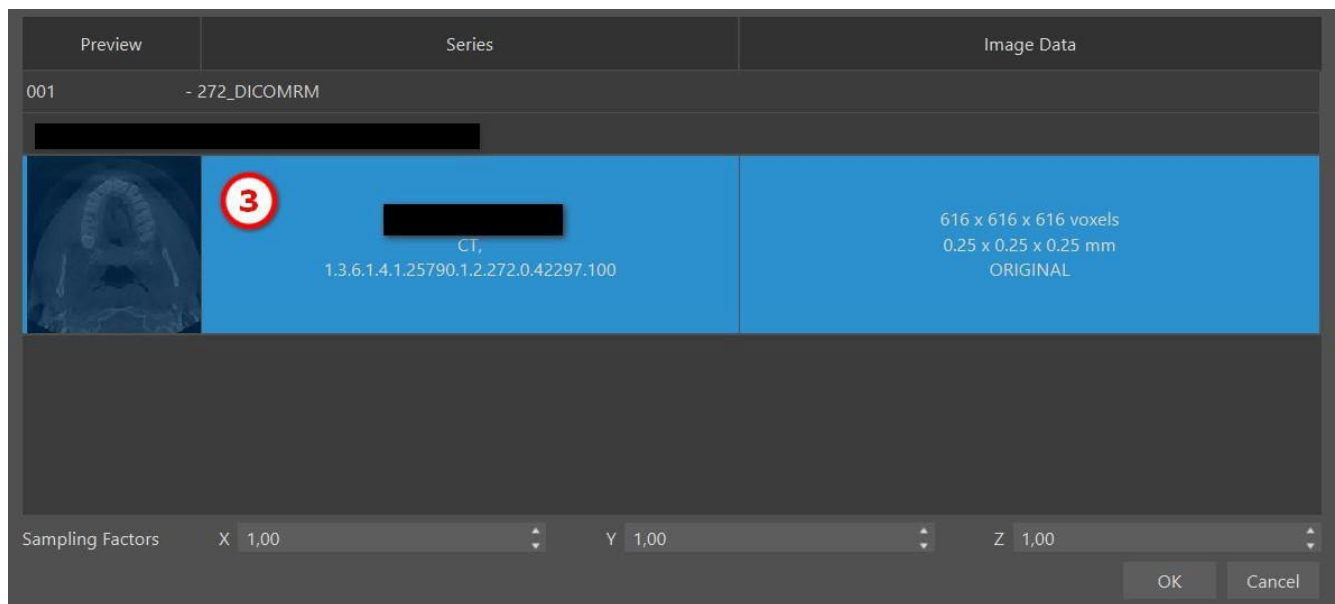 Preview Series Image Data
001 - 272_DICOMRM
3
CT,
1.3.6.1.4.1.25790.1.2.272.0.42297.100
616 x 616 x 616 voxels
0.25 x 0.25 x 0.25 mm
ORIGINAL
Sampling Factors X 1,00 Y 1,00 Z 1,00
OK Cancel